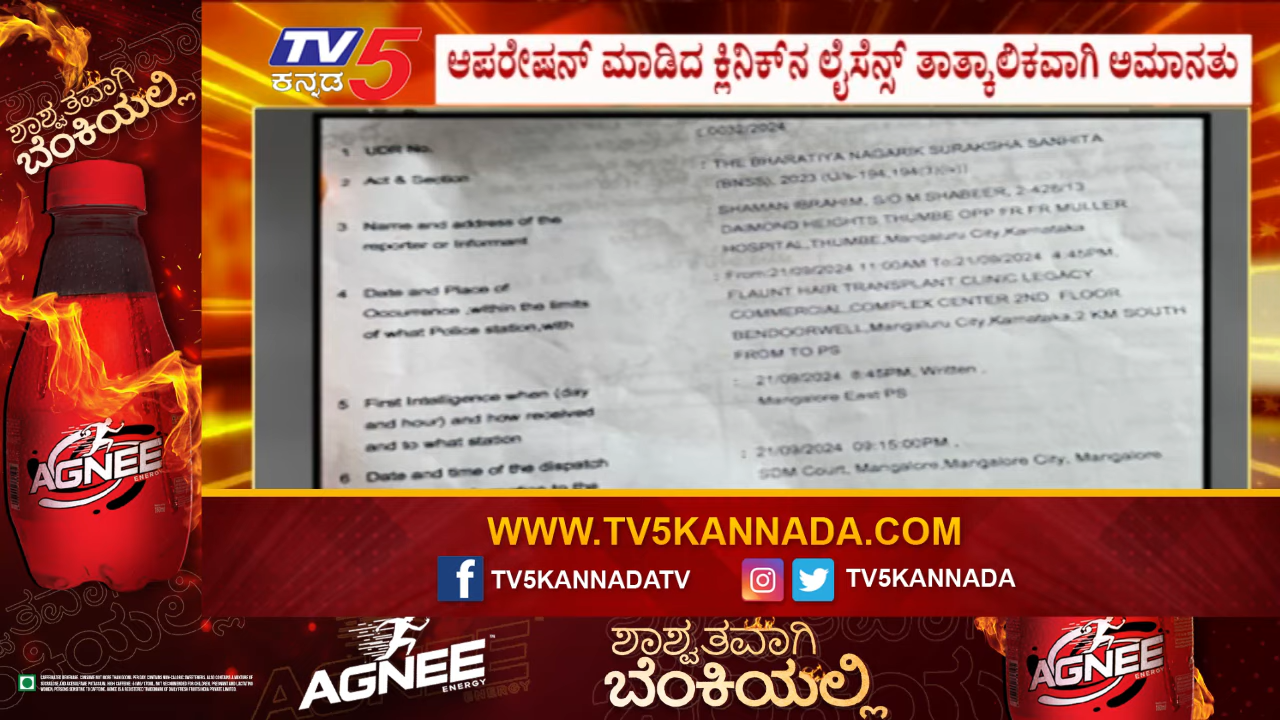 TV5
ಕನ್ನಡ
ಆಪರೇಷನ್ ಮಾಡಿದ ಕ್ಲಿನಿಕ್‌ನ ಲೈಸೆನ್ಸ್ ತಾತ್ಕಾಲಿಕವಾಗಿ ಅಮಾನತು
ಶಾಶ್ವತವಾಗಿ
ಬೆಂಕಿಯಲ್ಲಿ
AGNEE
ENERGY
1 UDR No. : 0032/2024
2 Act & Section : THE BHARATIYA NAGARIK SURAKSHA SANHITA
(BNSS), 2023 (U/s-194,194(3)(iv))
3 Name and address of the SHAMAN IBRAHIM, S/O M SHABEER, 2-428/13
reporter or Informant DAIMOND HEIGHTS THUMBE OPP FR FR MULLER
HOSPITAL,THUMBE,Mangaluru City,Karnataka
4 Date and Place of : From:21/09/2024 11:00AM To:21/09/2024 4:45PM,
Occurrence ,within the limits FLAUNT HAIR TRANSPLANT CLINIC LEGACY
of what Police station,with COMMERCIAL COMPLEX CENTER 2ND FLOOR
BENDOORWELL,Mangaluru City,Karnataka,2 KM SOUTH
FROM TO PS
5 First Intelligence when (day : 21/09/2024 8:45PM, Written .
and hour) and how received Mangalore East PS
and to what station
6 Date and time of the dispatch : 21/09/2024 09:15:00PM ,
SDM Court, Mangalore,Mangalore City, Mangalore
WWW.TV5KANNADA.COM
f TV5KANNADATV TV5KANNADA
AGNEE
ENERGY
ಶಾಶ್ವತವಾಗಿ
ಬೆಂಕಿಯಲ್ಲಿ
AGNEE
ENERGY